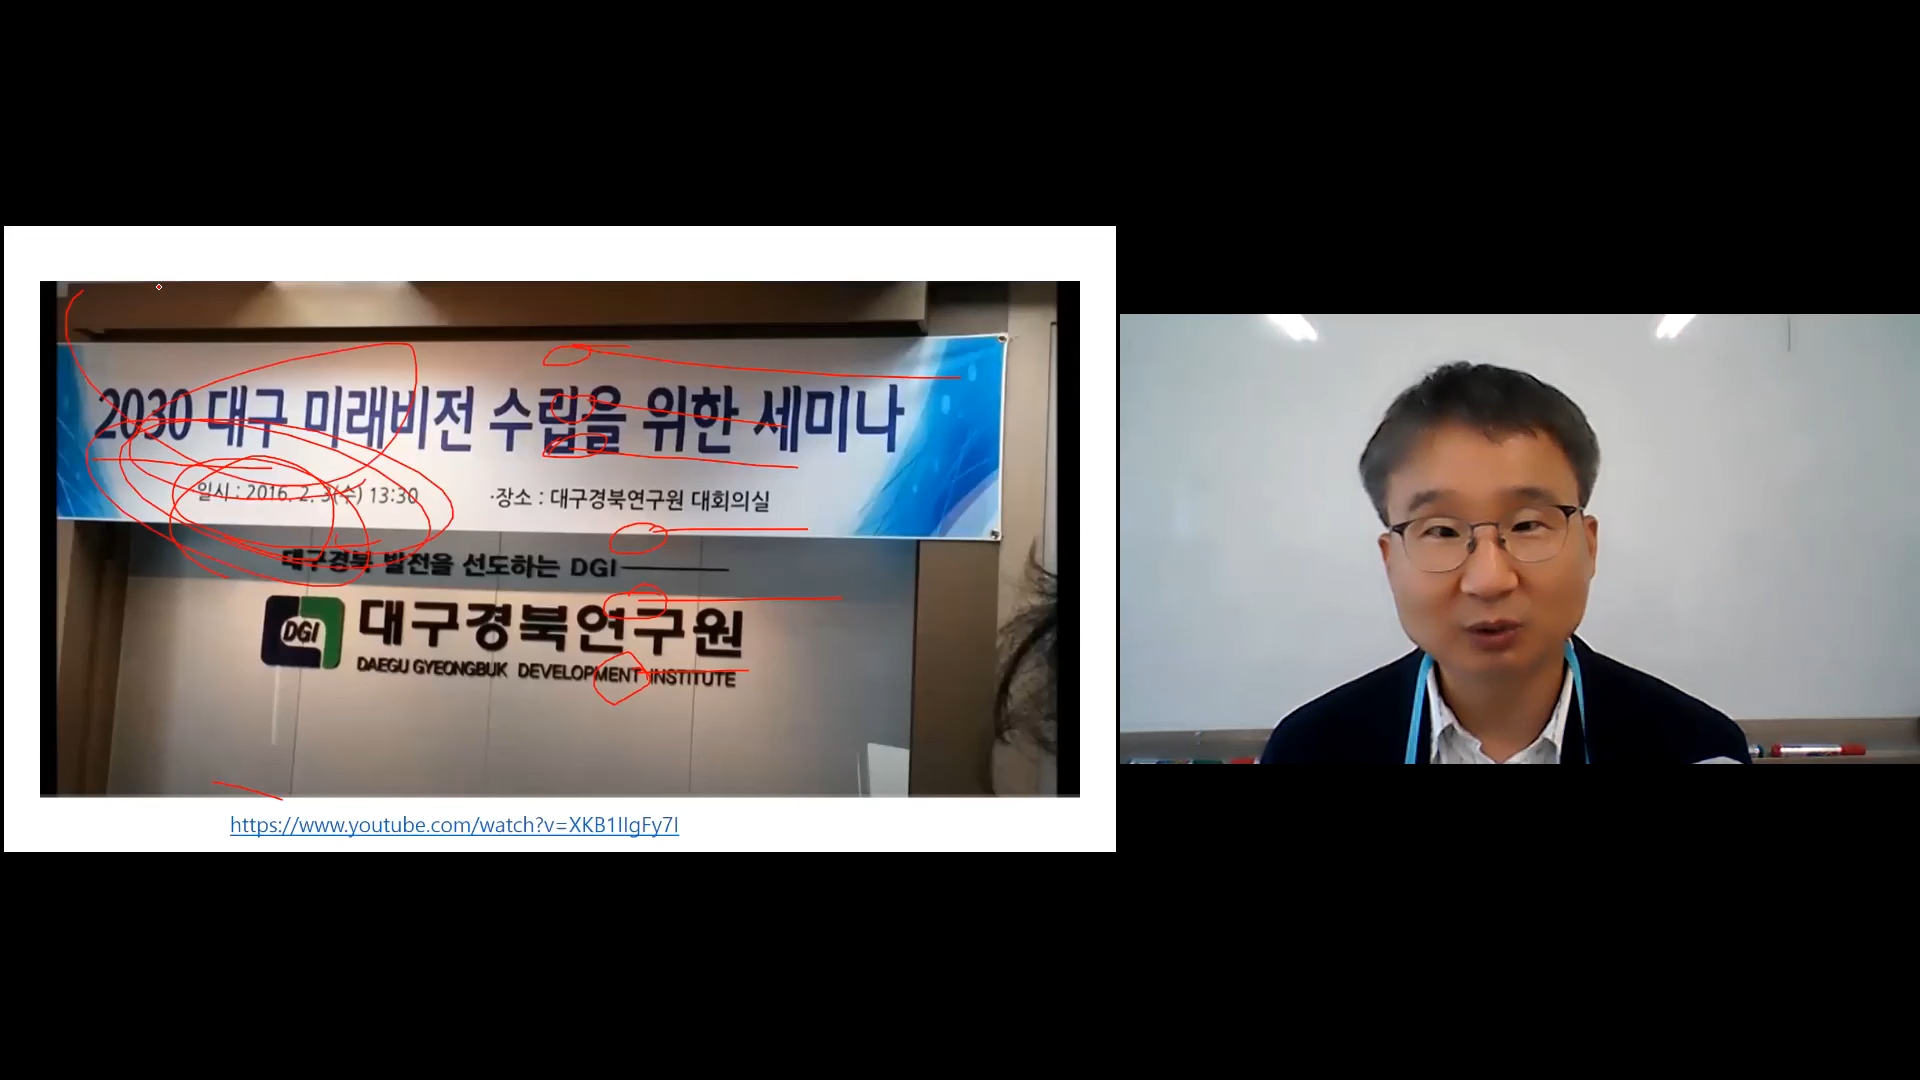 2030 대구 미래비전 수립을 위한 세미나
·일시 : 2016. 2. 3(수) 13:30 ·장소 : 대구경북연구원 대회의실
대구경북 발전을 선도하는 DGI
DGI 대구경북연구원
DAEGU GYEONGBUK DEVELOPMENT INSTITUTE
https://www.youtube.com/watch?v=XKB1IIgFy7I